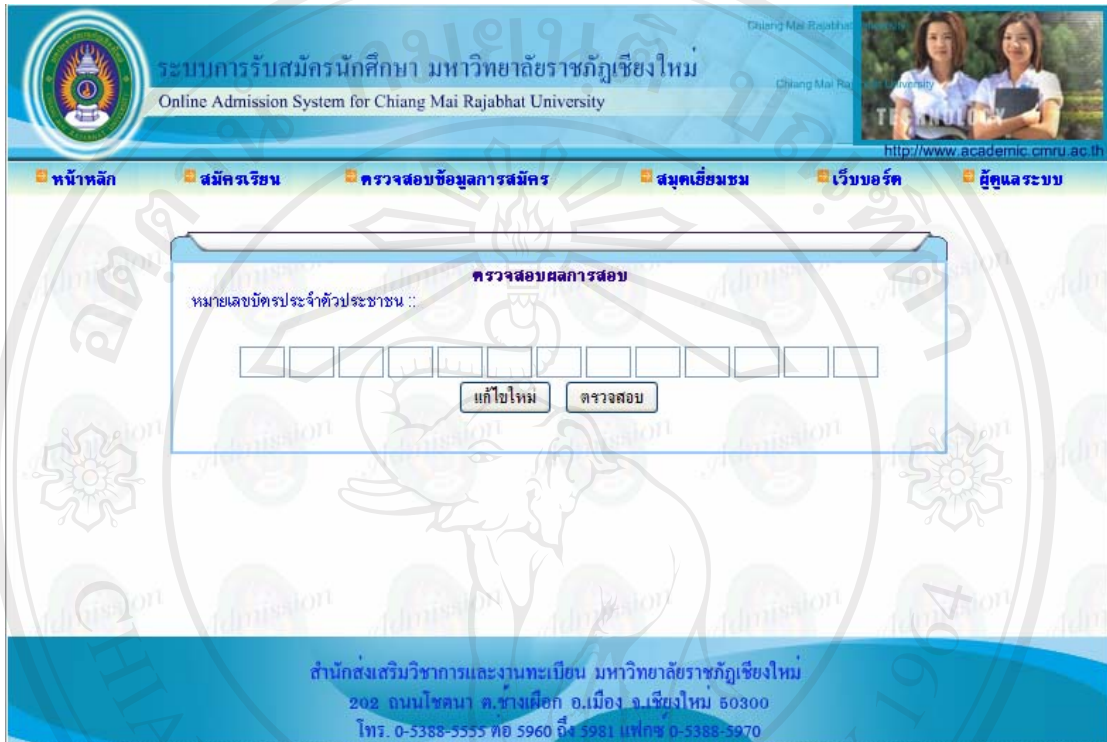 Chiang Mai Rajabhat
ระบบการรับสมัครนักศึกษา มหาวิทยาลัยราชภัฏเชียงใหม่
Online Admission System for Chiang Mai Rajabhat University
Chiang Mai Rajabhat University
TECHNOLOGY
http://www.academic.cmru.ac.th
หน้าหลัก สมัครเรียน ตรวจสอบข้อมูลการสมัคร สมุดเยี่ยมชม เว็บบอร์ด ผู้ดูแลระบบ
ตรวจสอบผลการสอบ
หมายเลขบัตรประจำตัวประชาชน ::
แก้ไขใหม่ ตรวจสอบ
สำนักส่งเสริมวิชาการและงานทะเบียน มหาวิทยาลัยราชภัฏเชียงใหม่
202 ถนนโชตนา ต.ช้างเผือก อ.เมือง จ.เชียงใหม่ 50300
โทร. 0-5388-5555 ต่อ 5960 ถึง 5981 แฟกซ์ 0-5388-5970